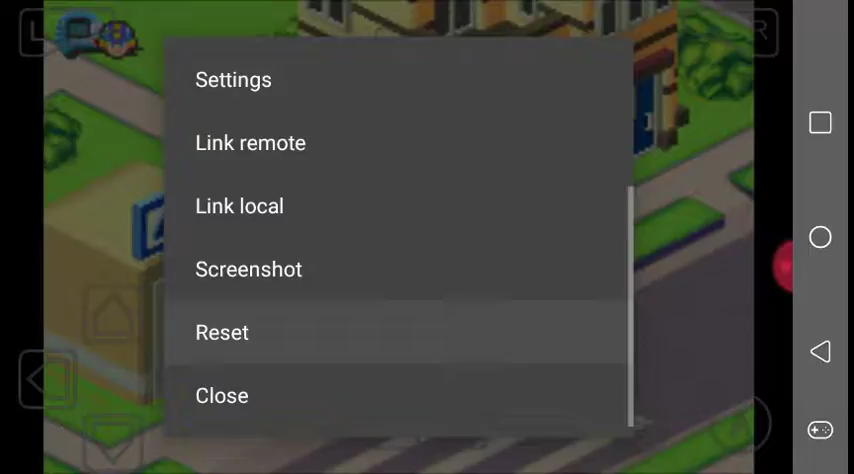 L
R
Settings
Link remote
Link local
Screenshot
Reset
Close
A